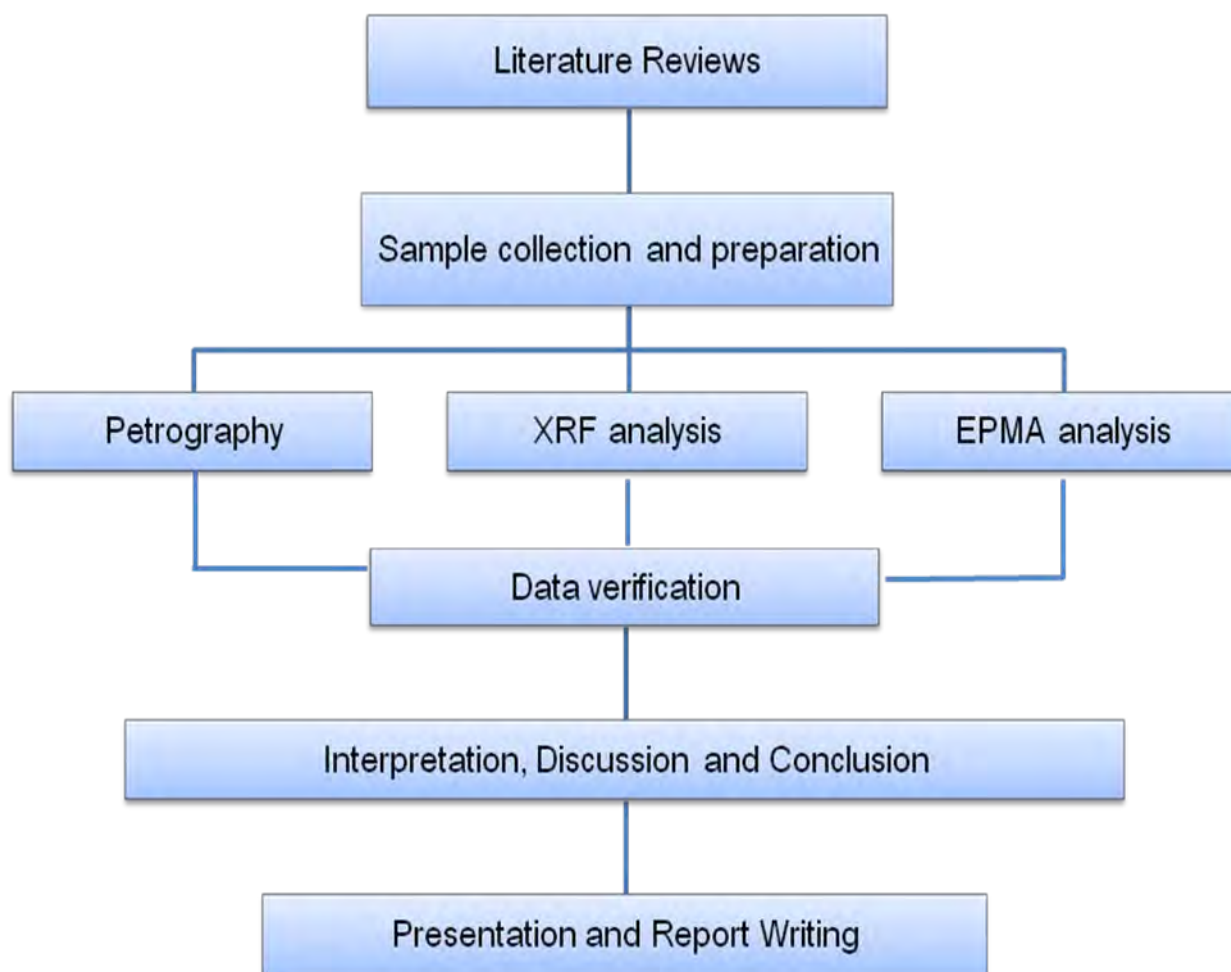 Literature Reviews
Sample collection and preparation
Petrography
XRF analysis
EPMA analysis
Data verification
Interpretation, Discussion and Conclusion
Presentation and Report Writing